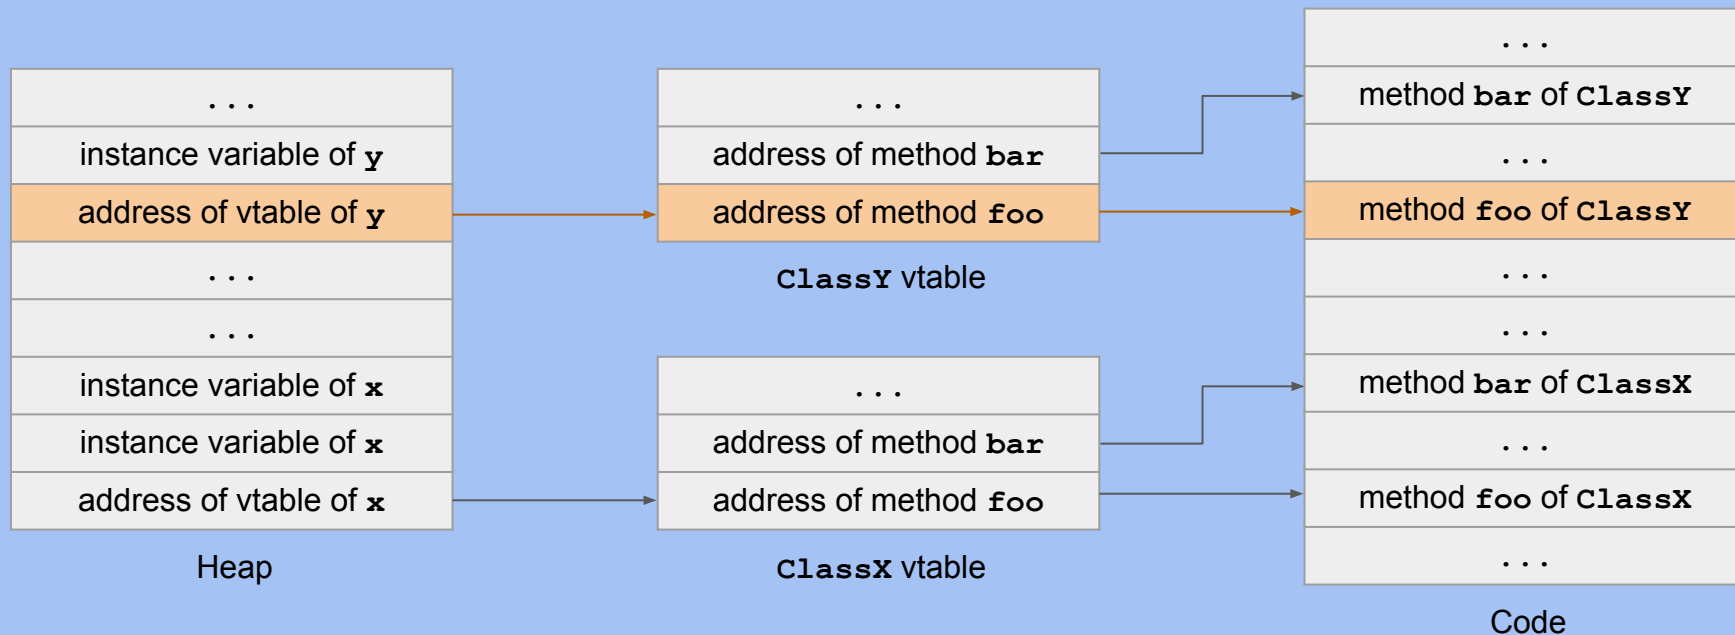 ...
instance variable of y
address of vtable of y
...
...
instance variable of x
instance variable of x
address of vtable of x
Heap
...
address of method bar
address of method foo
ClassY vtable
...
address of method bar
address of method foo
ClassX vtable
...
method bar of ClassY
...
method foo of ClassY
...
...
method bar of ClassX
...
method foo of ClassX
...
Code